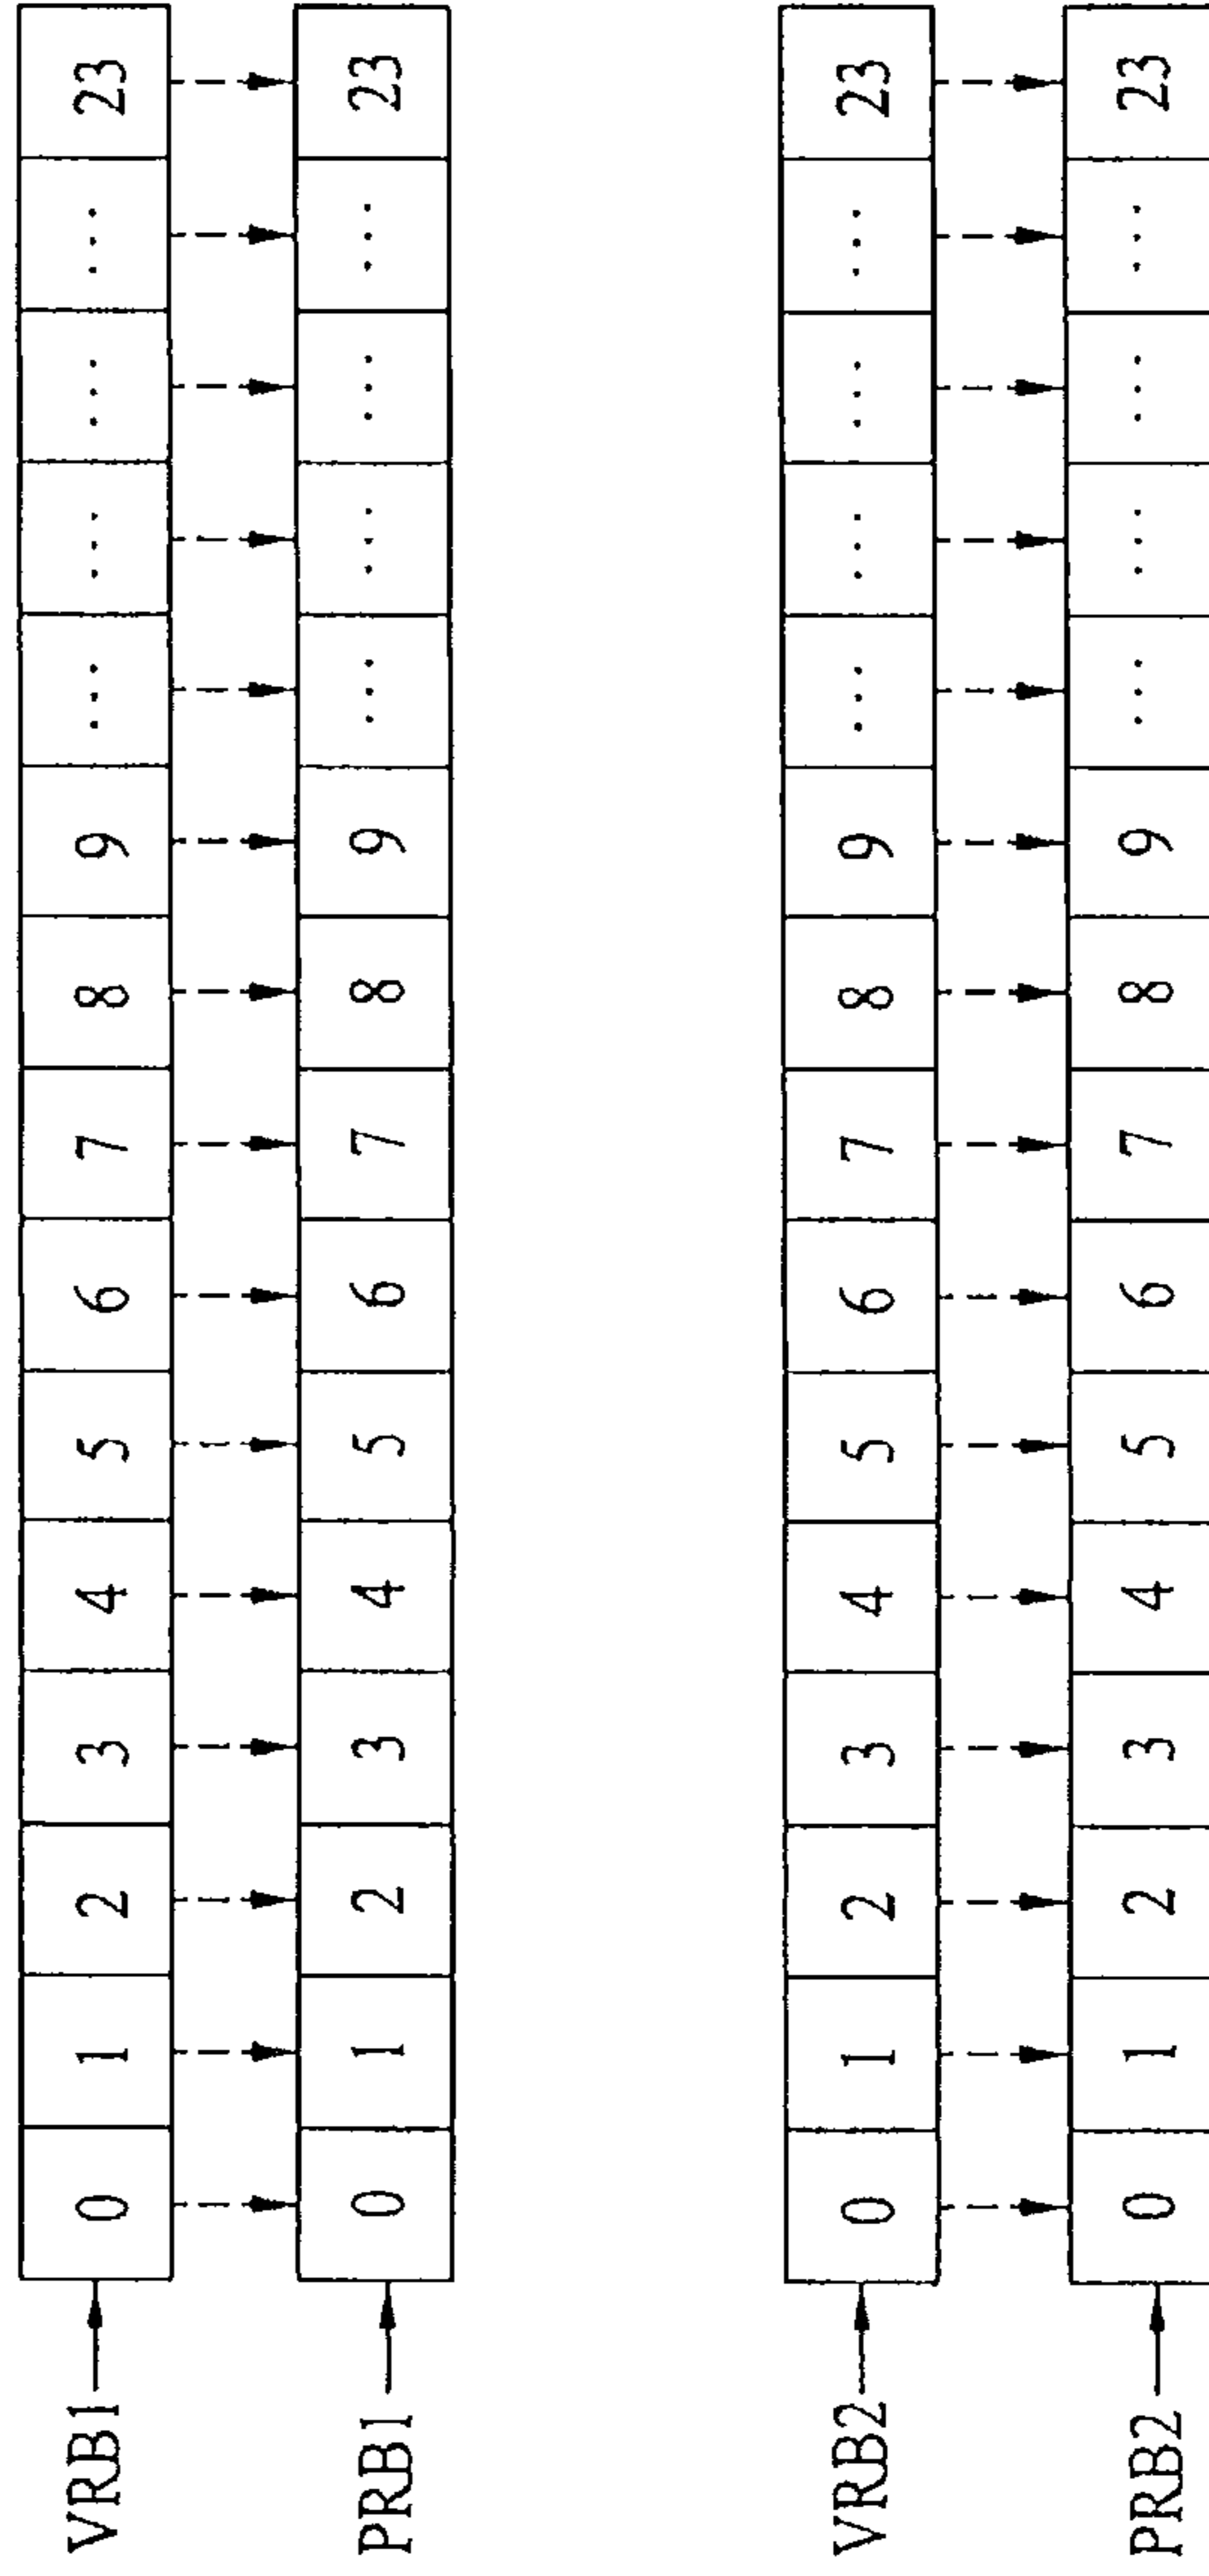 VRB1 0 1 2 3 4 5 6 7 8 9 ... ... ... ... 23
PRB1 0 1 2 3 4 5 6 7 8 9 ... ... ... ... 23
VRB2 0 1 2 3 4 5 6 7 8 9 ... ... ... ... 23
PRB2 0 1 2 3 4 5 6 7 8 9 ... ... ... ... 23